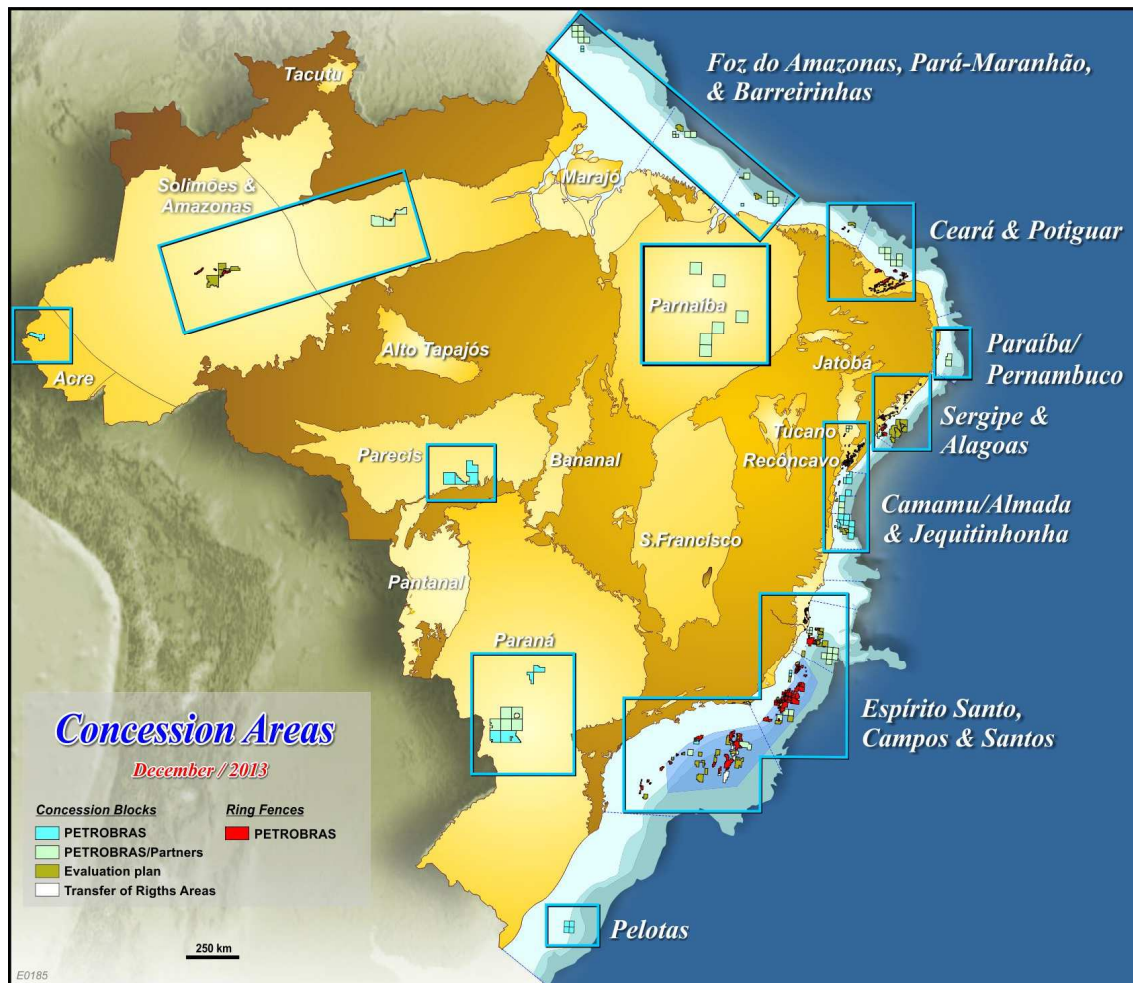 Foz do Amazonas, Pará-Maranhão,
& Barreirinhas
Tacutu
Marajó
Solimões &
Amazonas
Ceará & Potiguar
Parnaíba
Paraíba/
Pernambuco
Alto Tapajós
Jatobá
Acre
Sergipe &
Alagoas
Tucano
Recôncavo
Parecis
Bananal
Camamu/Almada
& Jequitinhonha
S.Francisco
Pantanal
Paraná
Espírito Santo,
Campos & Santos
Concession Areas
December / 2013
Concession Blocks
Ring Fences
PETROBRAS
PETROBRAS
PETROBRAS/Partners
Evaluation plan
Transfer of Rigths Areas
Pelotas
250 km
E0185